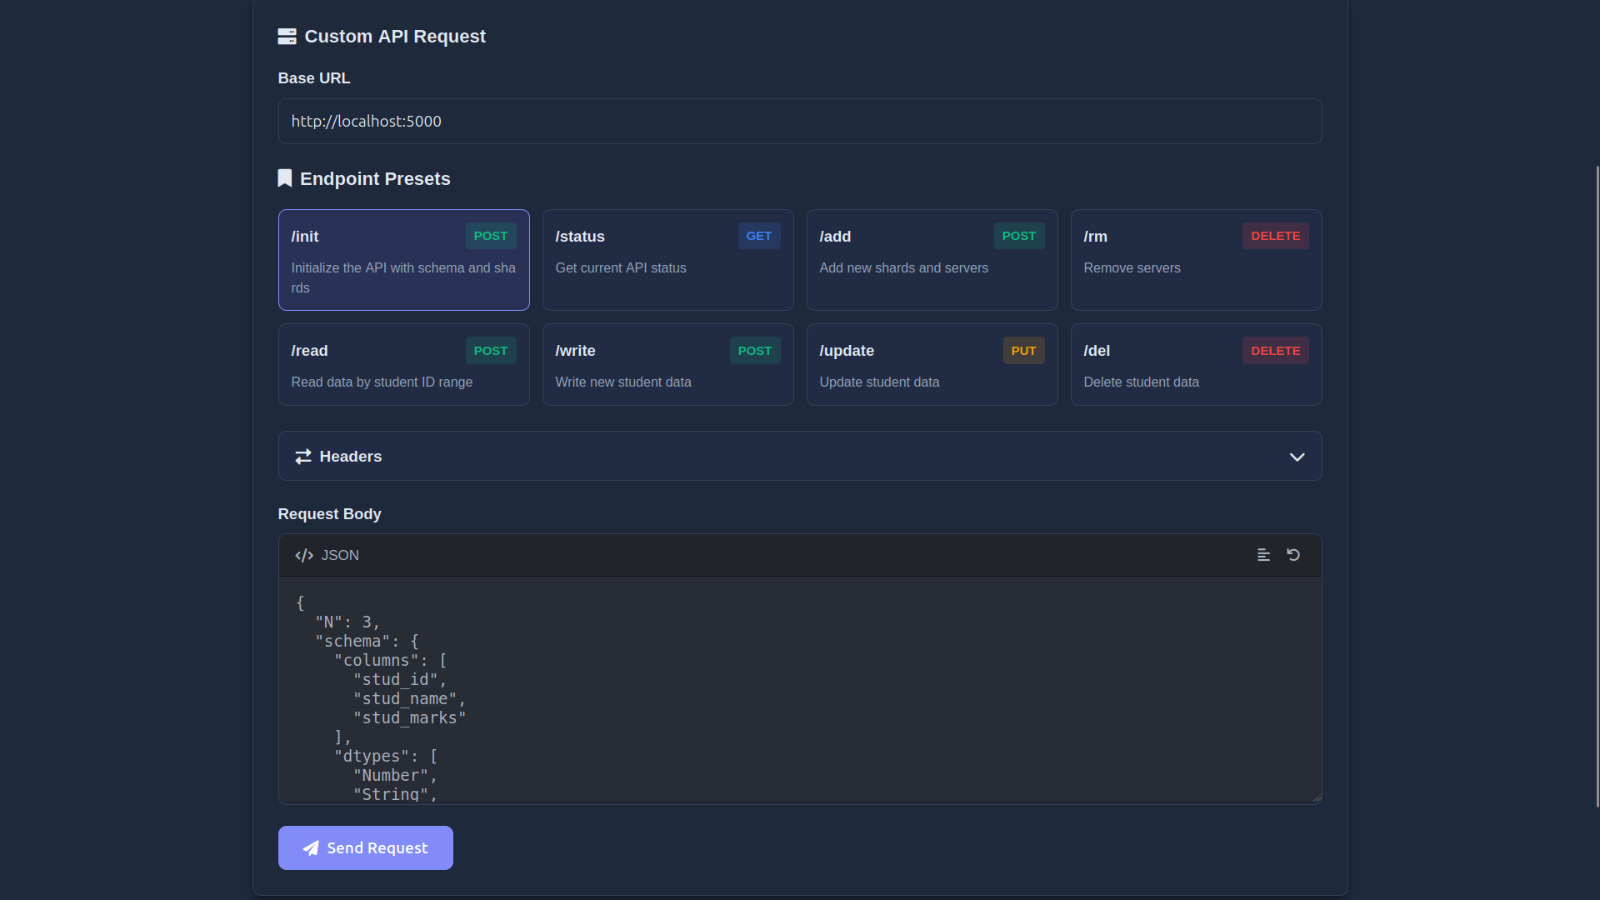 Custom API Request
Base URL
http://localhost:5000
Endpoint Presets
/init POST
Initialize the API with schema and sha
rds
/status GET
Get current API status
/add POST
Add new shards and servers
/rm DELETE
Remove servers
/read POST
Read data by student ID range
/write POST
Write new student data
/update PUT
Update student data
/del DELETE
Delete student data
Headers
Request Body
</> JSON
{
  "N": 3,
  "schema": {
    "columns": [
      "stud_id",
      "stud_name",
      "stud_marks"
    ],
    "dtypes": [
      "Number",
      "String",
Send Request